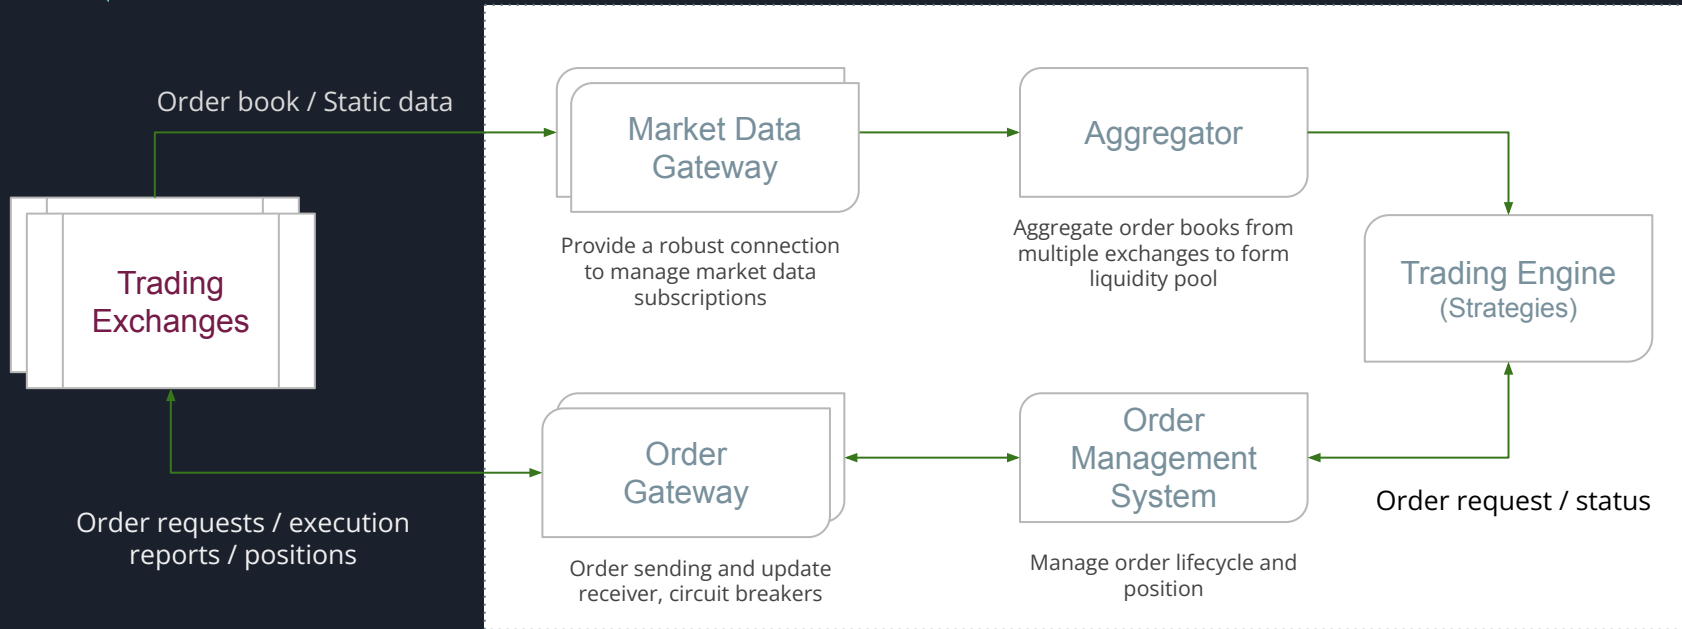 Order book / Static data
Market Data
Gateway
Aggregator
Provide a robust connection
to manage market data
subscriptions
Aggregate order books from
multiple exchanges to form
liquidity pool
Trading
Exchanges
Trading Engine
(Strategies)
Order
Gateway
Order
Management
System
Order request / status
Order requests / execution
reports / positions
Order sending and update
receiver, circuit breakers
Manage order lifecycle and
position